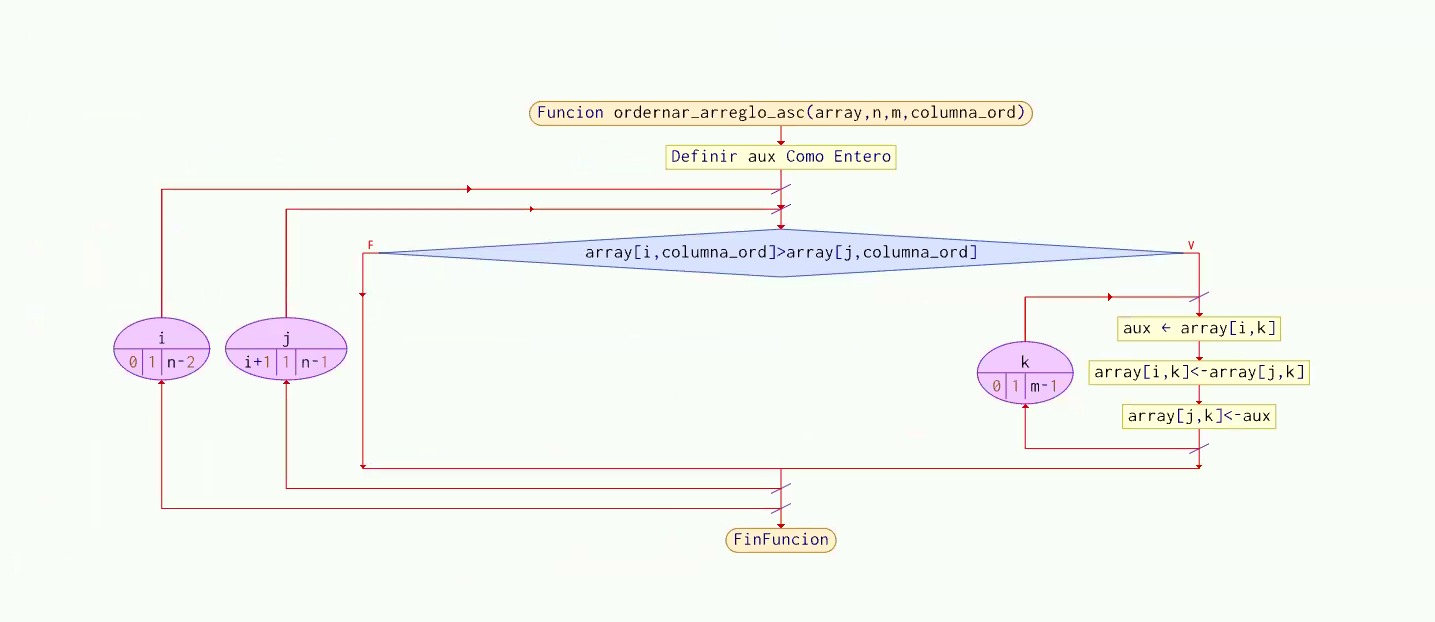 Funcion ordernar_arreglo_asc(array,n,m,columna_ord)
Definir aux Como Entero
F
array[i,columna_ord]>array[j,columna_ord]
V
i
0 1 n-2
j
i+1 1 n-1
k
0 1 m-1
aux ← array[i,k]
array[i,k]<-array[j,k]
array[j,k]<-aux
FinFuncion